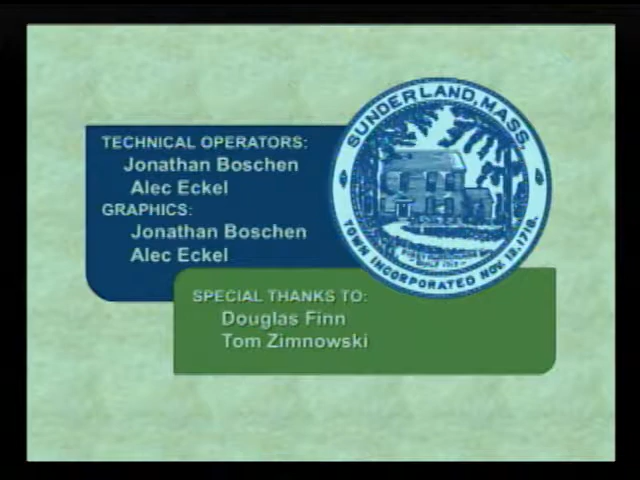 TECHNICAL OPERATORS:
Jonathan Boschen
Alec Eckel
GRAPHICS:
Jonathan Boschen
Alec Eckel
SPECIAL THANKS TO:
Douglas Finn
Tom Zimnowski
SUNDERLAND, MASS.
TOWN INCORPORATED NOV. 12, 1718.